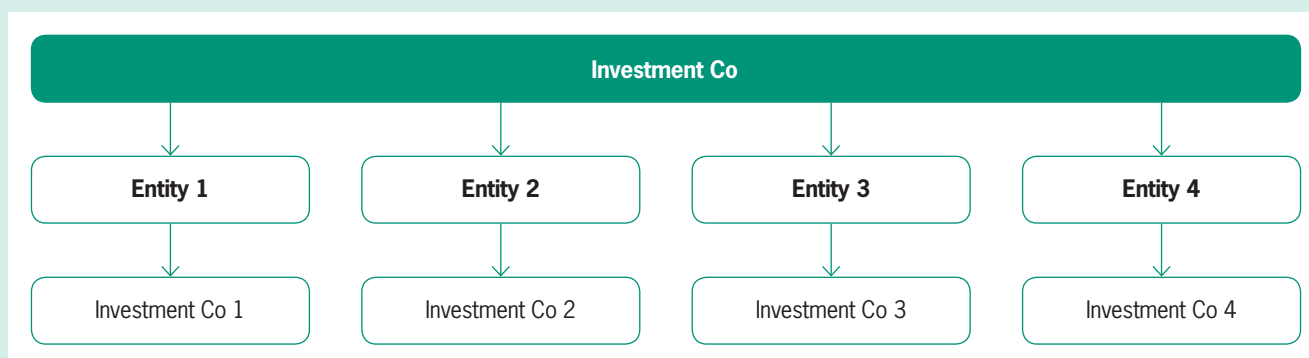 Investment Co
Entity 1
Entity 2
Entity 3
Entity 4
Investment Co 1
Investment Co 2
Investment Co 3
Investment Co 4